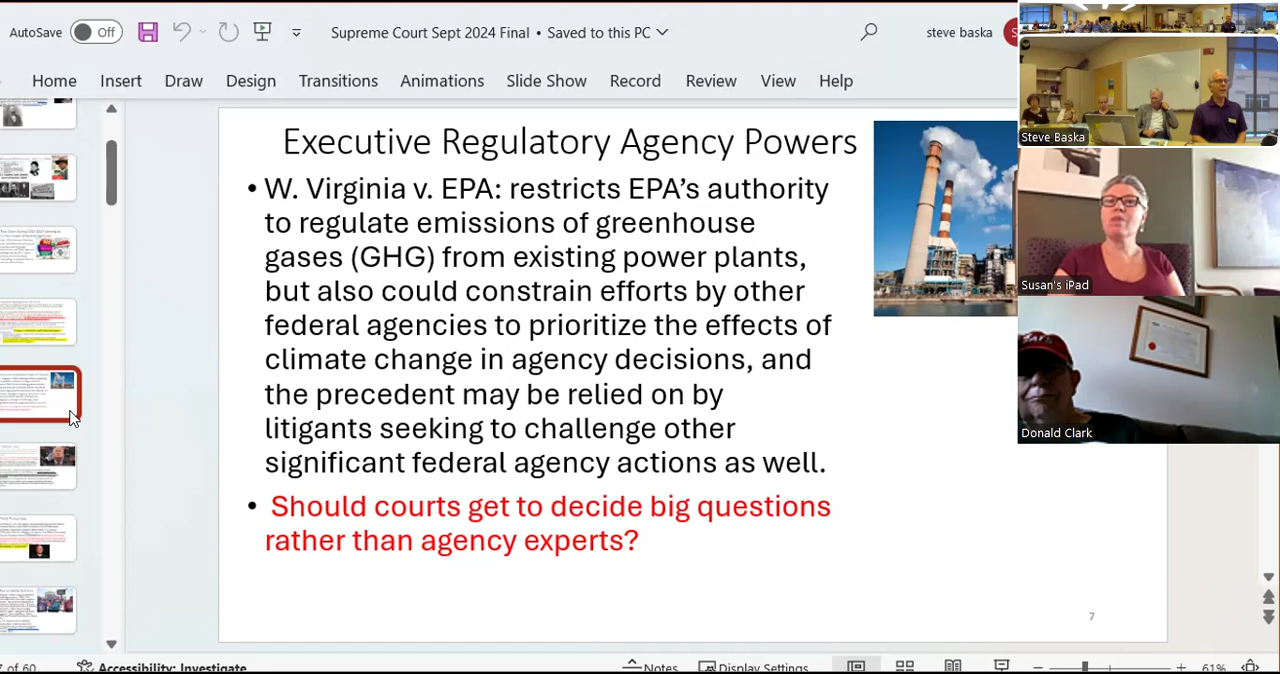 AutoSave Off Supreme Court Sept 2024 Final • Saved to this PC steve baska
Home Insert Draw Design Transitions Animations Slide Show Record Review View Help
Steve Baska
Susan's iPad
Donald Clark
Executive Regulatory Agency Powers
• W. Virginia v. EPA: restricts EPA’s authority
to regulate emissions of greenhouse
gases (GHG) from existing power plants,
but also could constrain efforts by other
federal agencies to prioritize the effects of
climate change in agency decisions, and
the precedent may be relied on by
litigants seeking to challenge other
significant federal agency actions as well.
• Should courts get to decide big questions
rather than agency experts?
7
of 60 Accessibility: Investigate Notes Display Settings 61%